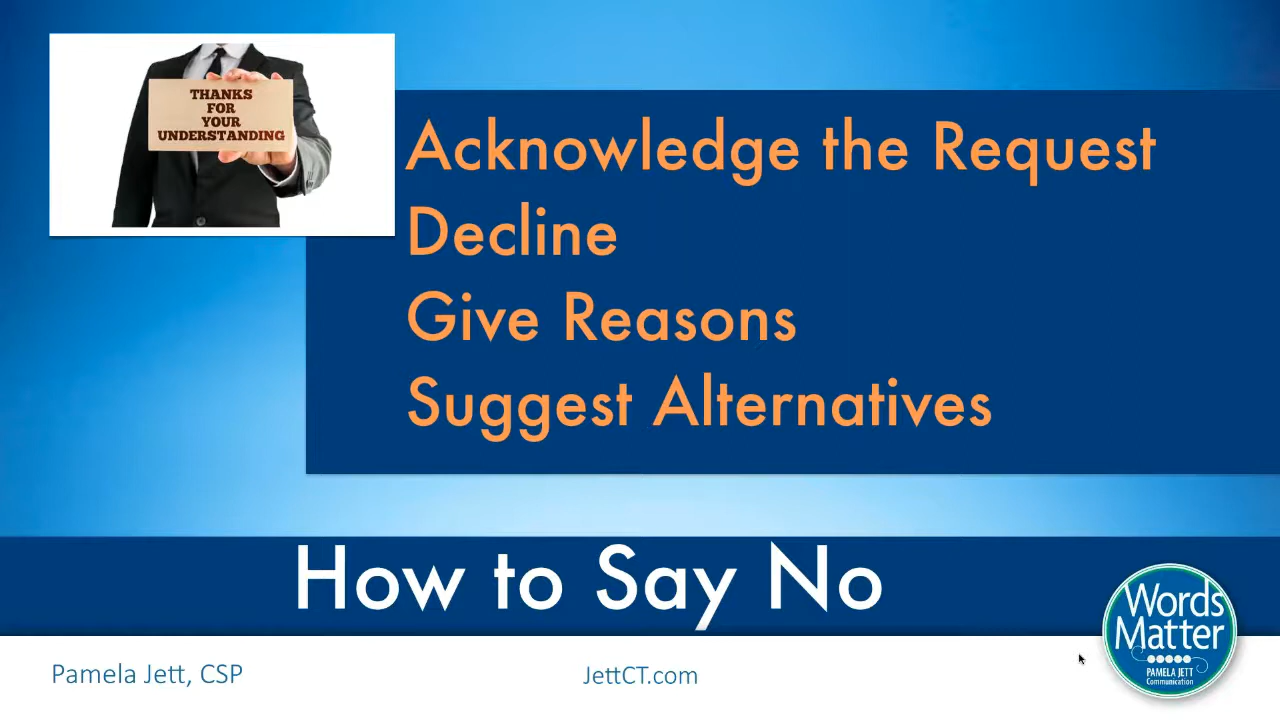 THANKS
FOR
YOUR
UNDERSTANDING
Acknowledge the Request
Decline
Give Reasons
Suggest Alternatives
How to Say No
Words
Matter
PAMELA JETT
Communication
Pamela Jett, CSP
JettCT.com